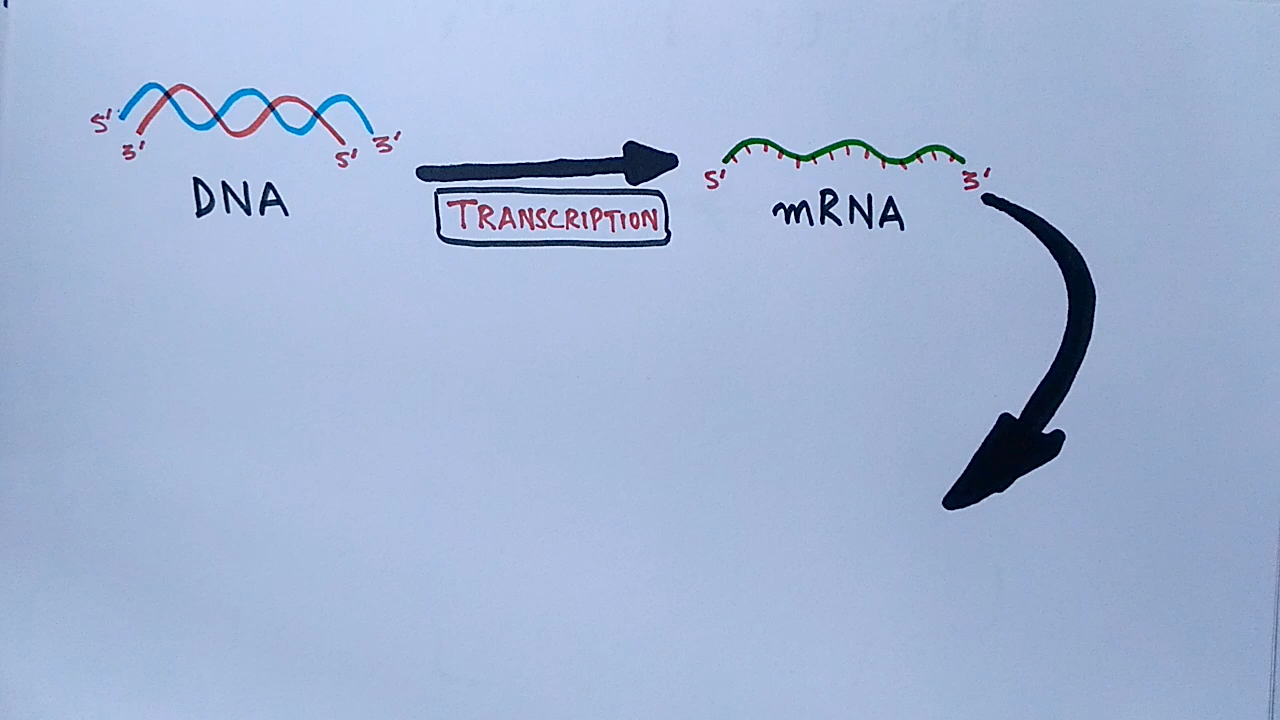 5' 3'
5' 3'
DNA
TRANSCRIPTION
5' 3'
mRNA